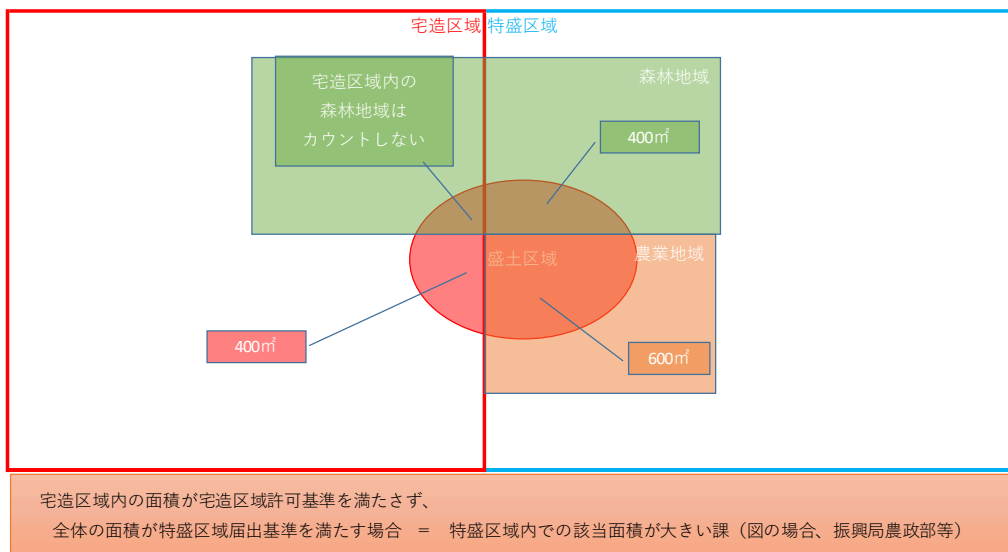 宅造区域 特盛区域
森林地域
宅造区域内の
森林地域は
カウントしない
400㎡
盛土区域
農業地域
400㎡
600㎡
宅造区域内の面積が宅造区域許可基準を満たさず、
全体の面積が特盛区域届出基準を満たす場合 = 特盛区域内での該当面積が大きい課（図の場合、振興局農政部等）